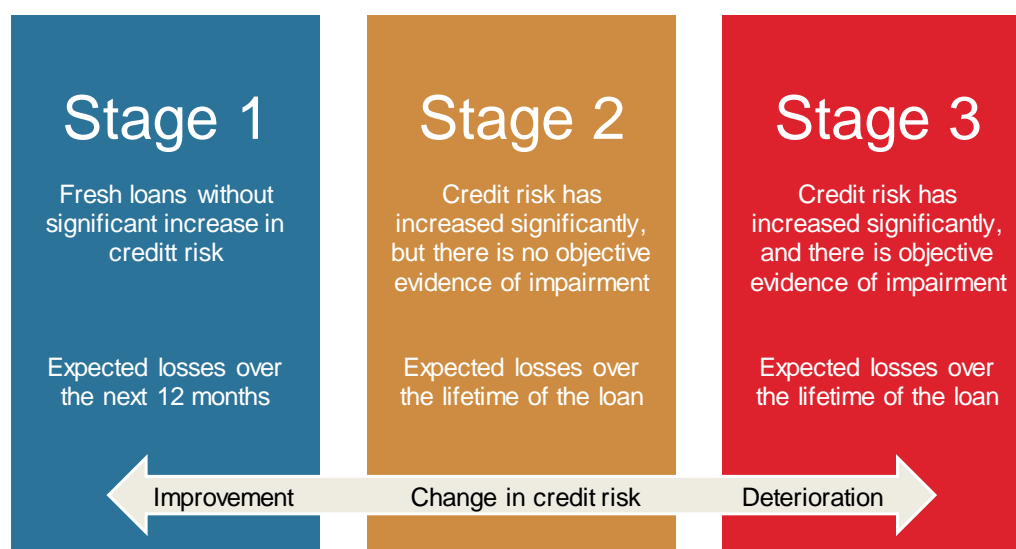 Stage 1
Fresh loans without
significant increase in
creditt risk
Expected losses over
the next 12 months
Stage 2
Credit risk has
increased significantly,
but there is no objective
evidence of impairment
Expected losses over
the lifetime of the loan
Stage 3
Credit risk has
increased significantly,
and there is objective
evidence of impairment
Expected losses over
the lifetime of the loan
Improvement
Change in credit risk
Deterioration